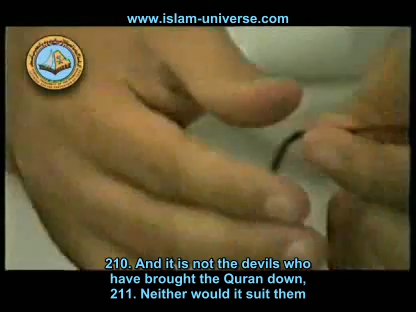 www.islam-universe.com
210. And it is not the devils who
have brought the Quran down,
211. Neither would it suit them